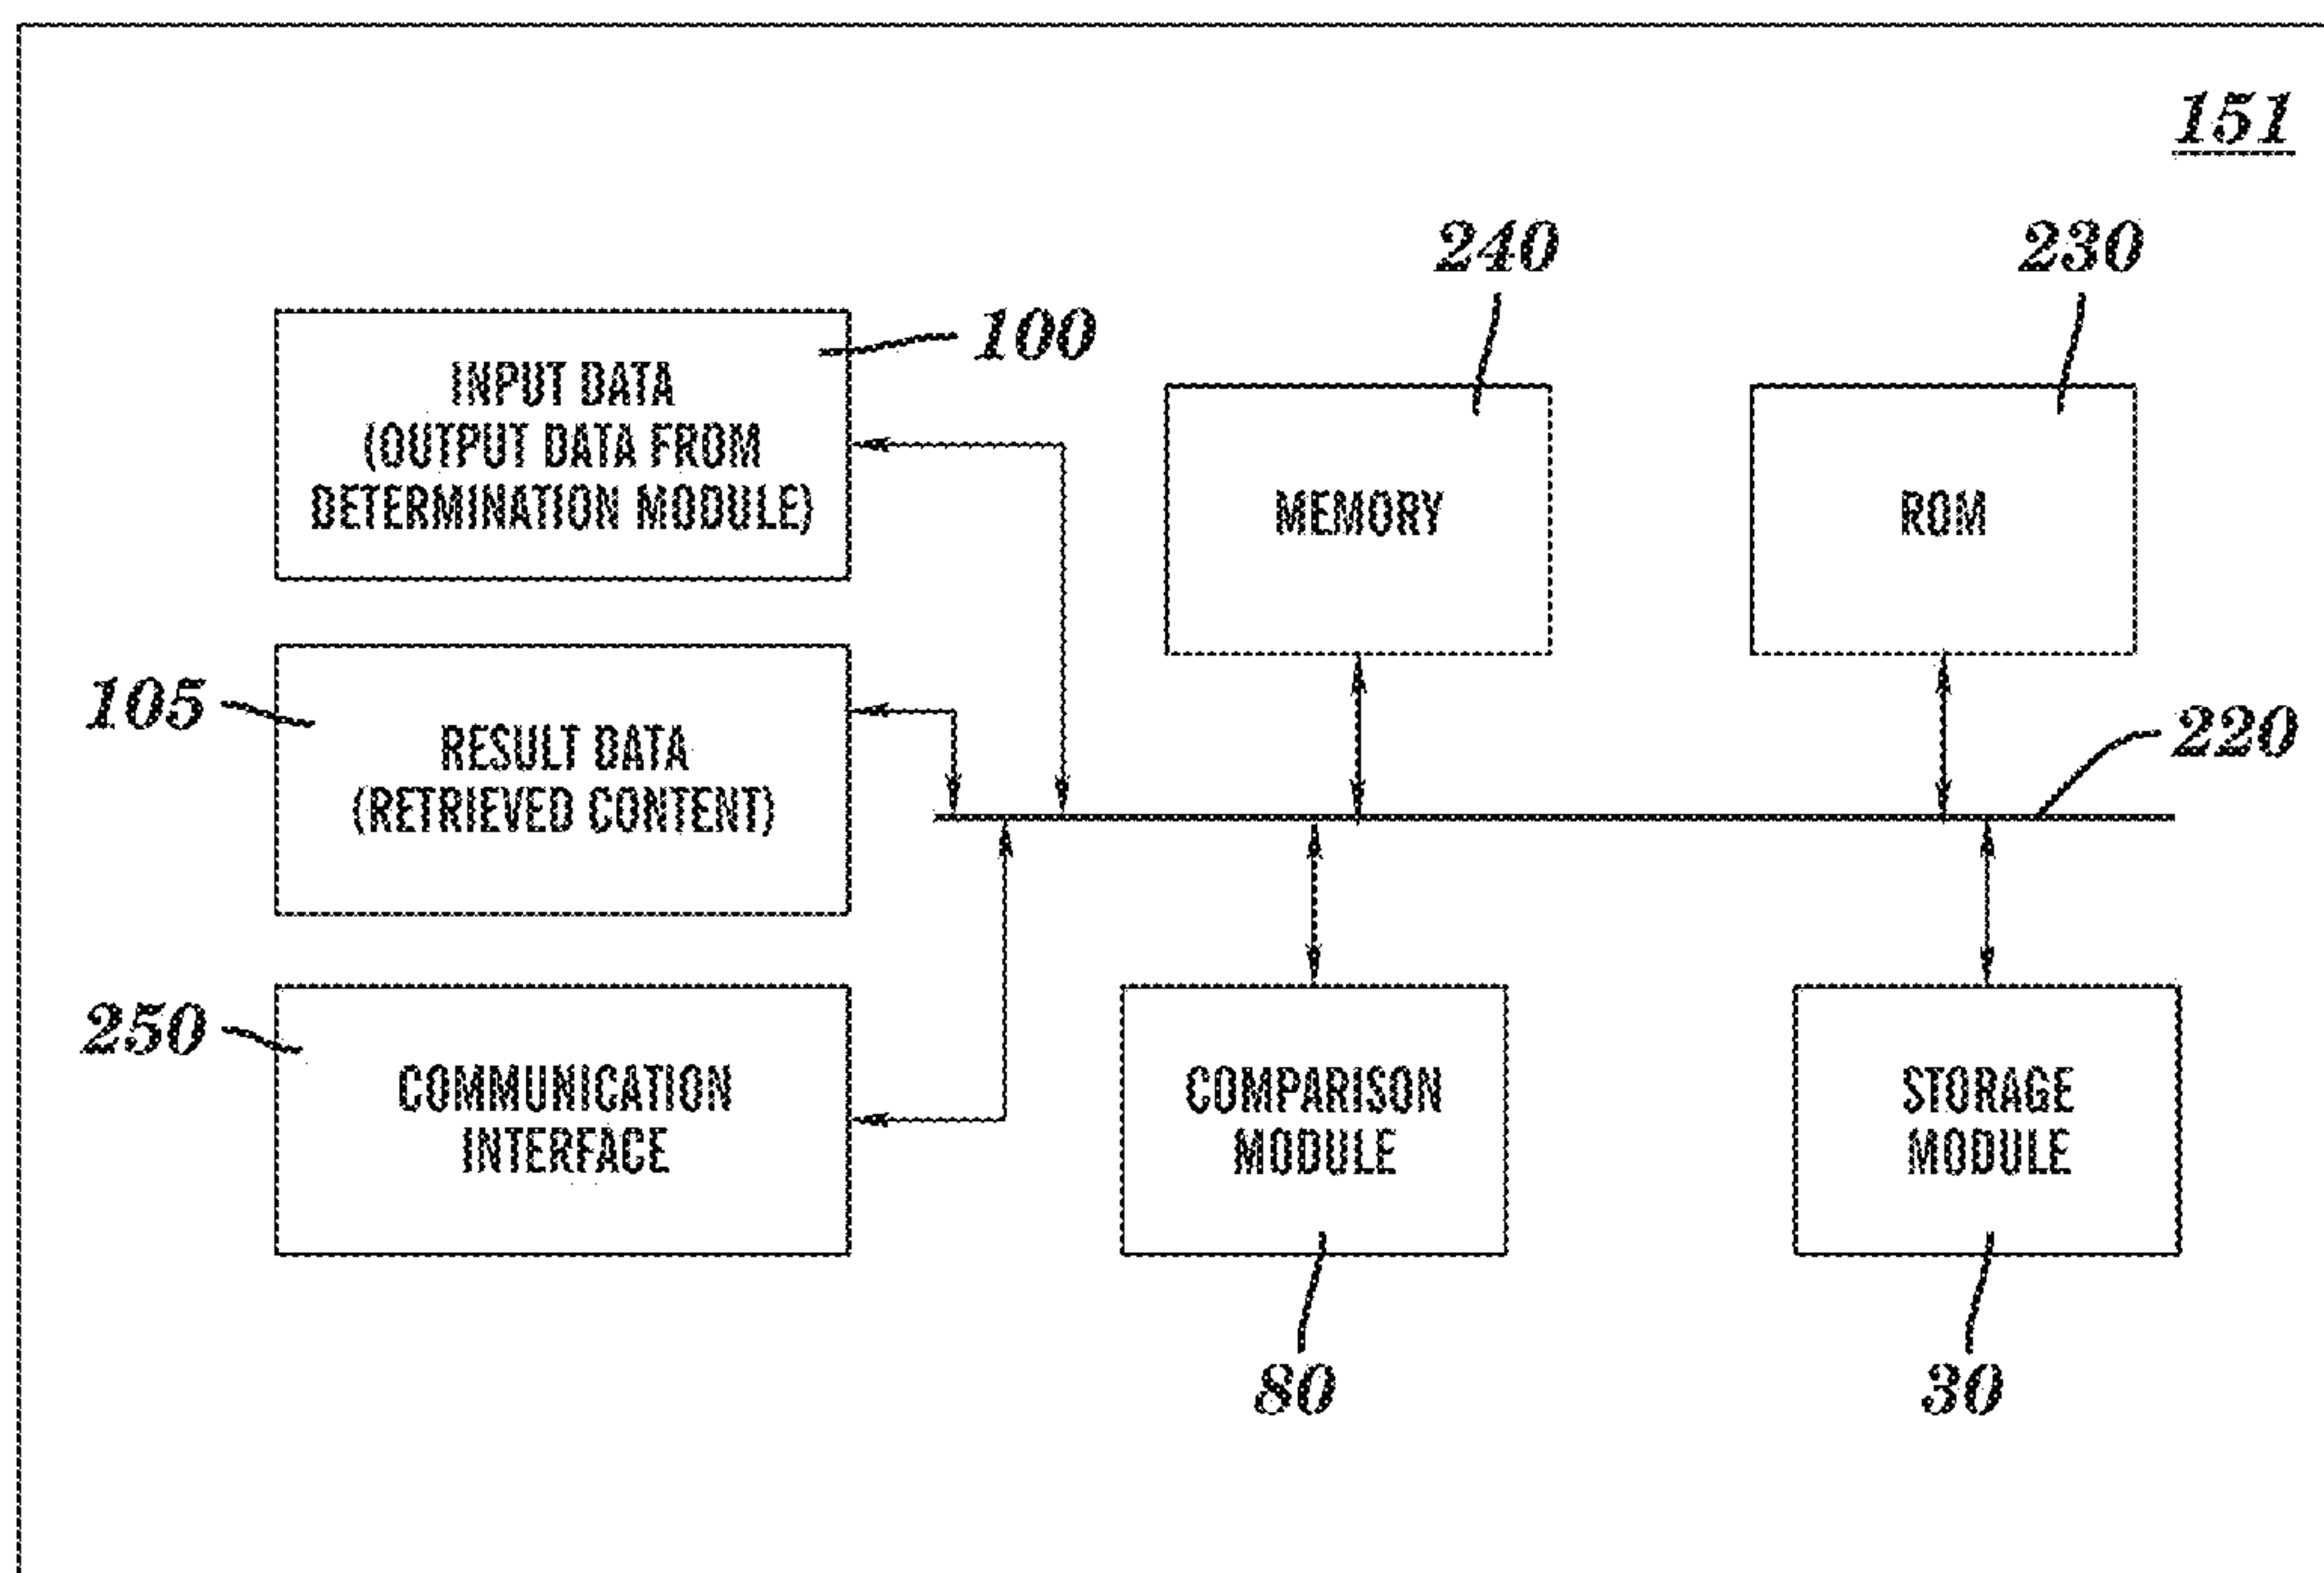 151
240
230
100
INPUT DATA
(OUTPUT DATA FROM
DETERMINATION MODULE)
MEMORY
ROM
105
RESULT DATA
(RETRIEVED CONTENT)
220
250
COMMUNICATION
INTERFACE
COMPARISON
MODULE
STORAGE
MODULE
80
30